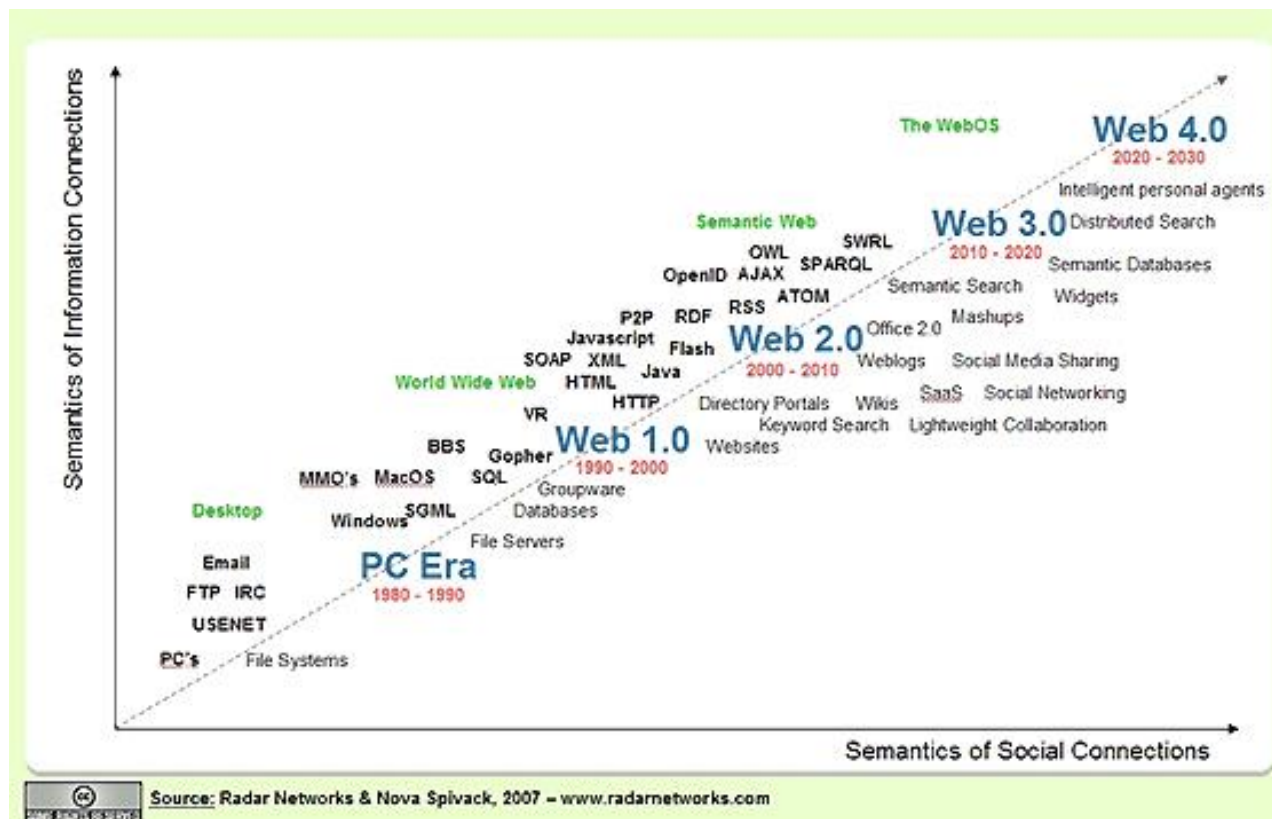 Semantics of Information Connections
The WebOS
Web 4.0
2020 - 2030
Intelligent personal agents
Semantic Web
Web 3.0
Distributed Search
2010 - 2020
SWRL
OWL
SPARQL
Semantic Databases
OpenID
AJAX
Semantic Search
Widgets
ATOM
RSS
P2P
RDF
Mashups
Javascript
Flash
Web 2.0
Office 2.0
2000 - 2010
SOAP
XML
Java
Weblogs
Social Media Sharing
World Wide Web
HTML
HTTP
Directory Portals
Wikis
SaaS
Social Networking
VR
Keyword Search
Lightweight Collaboration
Web 1.0
Websites
1990 - 2000
BBS
Gopher
MMO's
MacOS
SQL
Groupware
Desktop
Windows
SGML
Databases
File Servers
Email
PC Era
1980 - 1990
FTP
IRC
USENET
PC's
File Systems
Semantics of Social Connections
cc
Source: Radar Networks & Nova Spivack, 2007 – www.radarnetworks.com